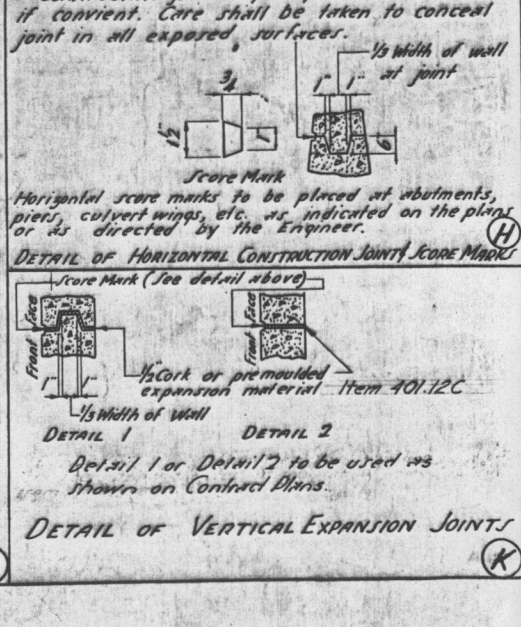 if convient. Care shall be taken to conceal
joint in all exposed surfaces.
1/3 Width of wall
at joint
3/4
1" 1"
1 1/2"
1"
6"
Score Mark
Horizontal score marks to be placed at abutments,
piers, culvert wings, etc. as indicated on the plans
or as directed by the Engineer.
H
DETAIL OF HORIZONTAL CONSTRUCTION JOINT & SCORE MARKS
Score Mark (See detail above)
Front Face
Front Face
1/2" Cork or premoulded
expansion material
Item 401.12C
1" 1"
1/3 Width of Wall
DETAIL 1
DETAIL 2
Detail 1 or Detail 2 to be used as
shown on Contract Plans.
DETAIL OF VERTICAL EXPANSION JOINTS
K